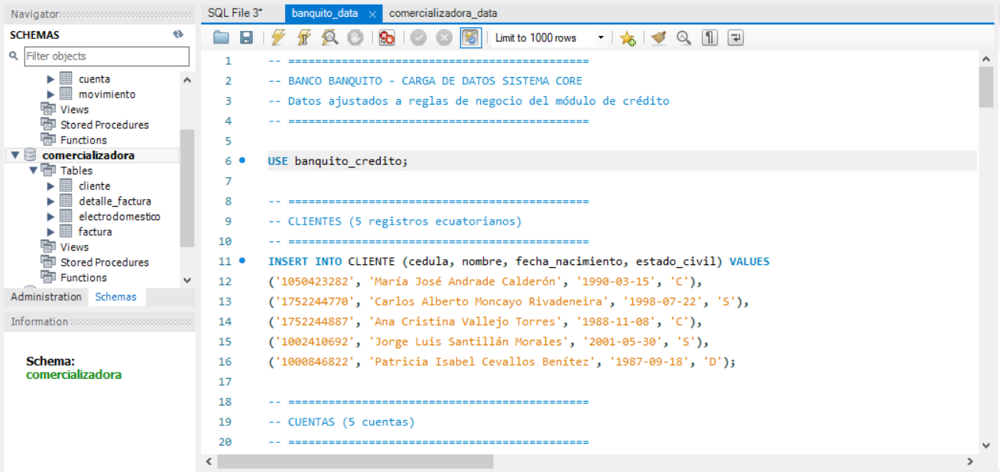 Navigator
SCHEMAS
Filter objects
cuenta
movimiento
Views
Stored Procedures
Functions
comercializadora
Tables
cliente
detalle_factura
electrodomestico
factura
Views
Stored Procedures
Functions
Administration Schemas
Information
Schema:
comercializadora
SQL File 3* banquito_data × comercializadora_data
Limit to 1000 rows
1 -- =============================================
2 -- BANCO BANQUITO - CARGA DE DATOS SISTEMA CORE
3 -- Datos ajustados a reglas de negocio del módulo de crédito
4 -- =============================================
5
6 USE banquito_credito;
7
8 -- =============================================
9 -- CLIENTES (5 registros ecuatorianos)
10 -- =============================================
11 INSERT INTO CLIENTE (cedula, nombre, fecha_nacimiento, estado_civil) VALUES
12 ('1050423282', 'María José Andrade Calderón', '1990-03-15', 'C'),
13 ('1752244770', 'Carlos Alberto Moncayo Rivadeneira', '1998-07-22', 'S'),
14 ('1752244887', 'Ana Cristina Vallejo Torres', '1988-11-08', 'C'),
15 ('1002410692', 'Jorge Luis Santillán Morales', '2001-05-30', 'S'),
16 ('1000846822', 'Patricia Isabel Cevallos Benítez', '1987-09-18', 'D');
17
18 -- =============================================
19 -- CUENTAS (5 cuentas)
20 -- =============================================